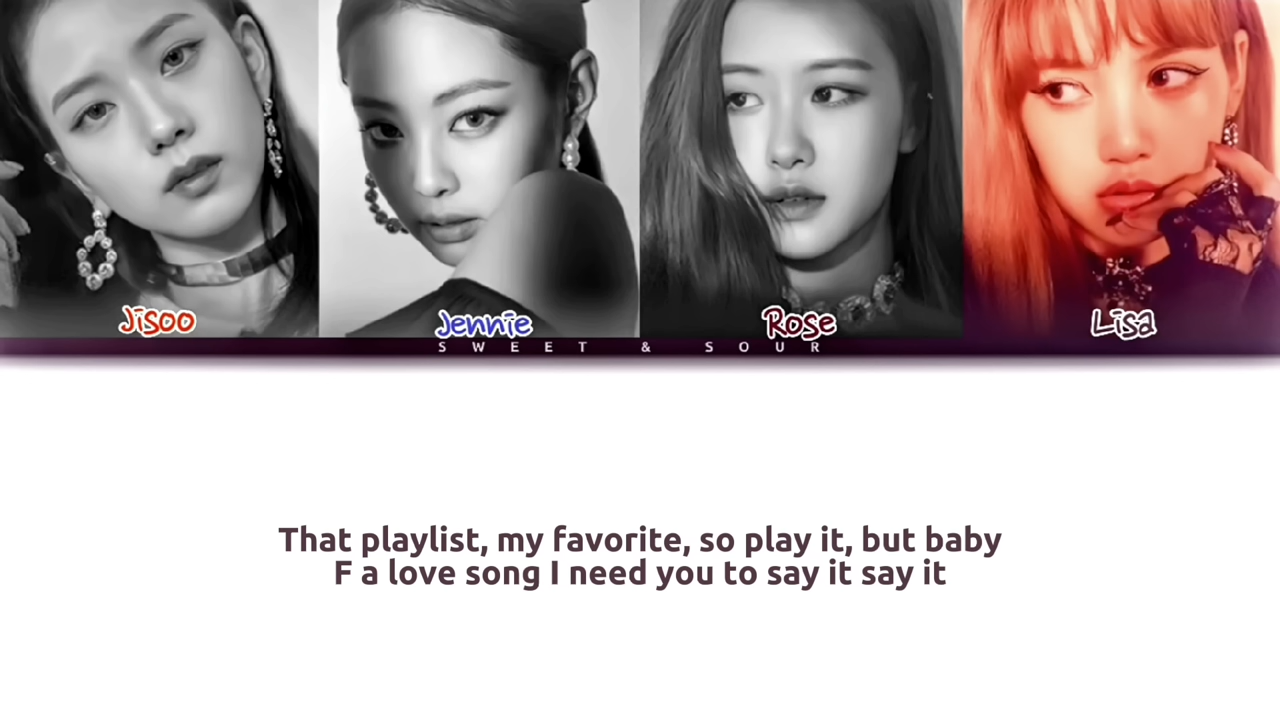 Jisoo Jennie Rose Lisa
SWEET & SOUR
That playlist, my favorite, so play it, but baby
F a love song I need you to say it say it